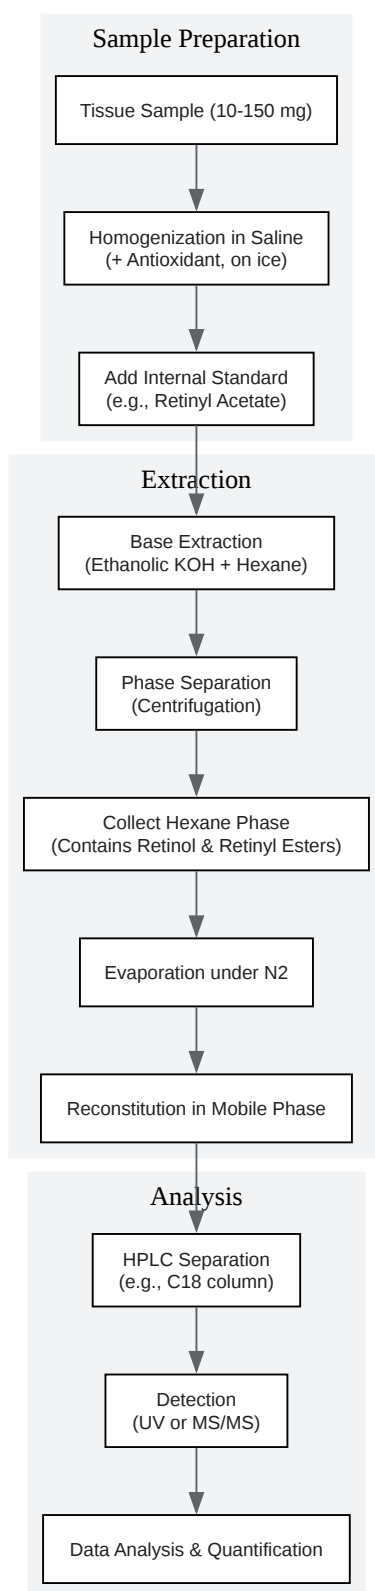 Sample Preparation
Tissue Sample (10-150 mg)
Homogenization in Saline
(+ Antioxidant, on ice)
Add Internal Standard
(e.g., Retinyl Acetate)
Extraction
Base Extraction
(Ethanolic KOH + Hexane)
Phase Separation
(Centrifugation)
Collect Hexane Phase
(Contains Retinol & Retinyl Esters)
Evaporation under N2
Reconstitution in Mobile Phase
Analysis
HPLC Separation
(e.g., C18 column)
Detection
(UV or MS/MS)
Data Analysis & Quantification